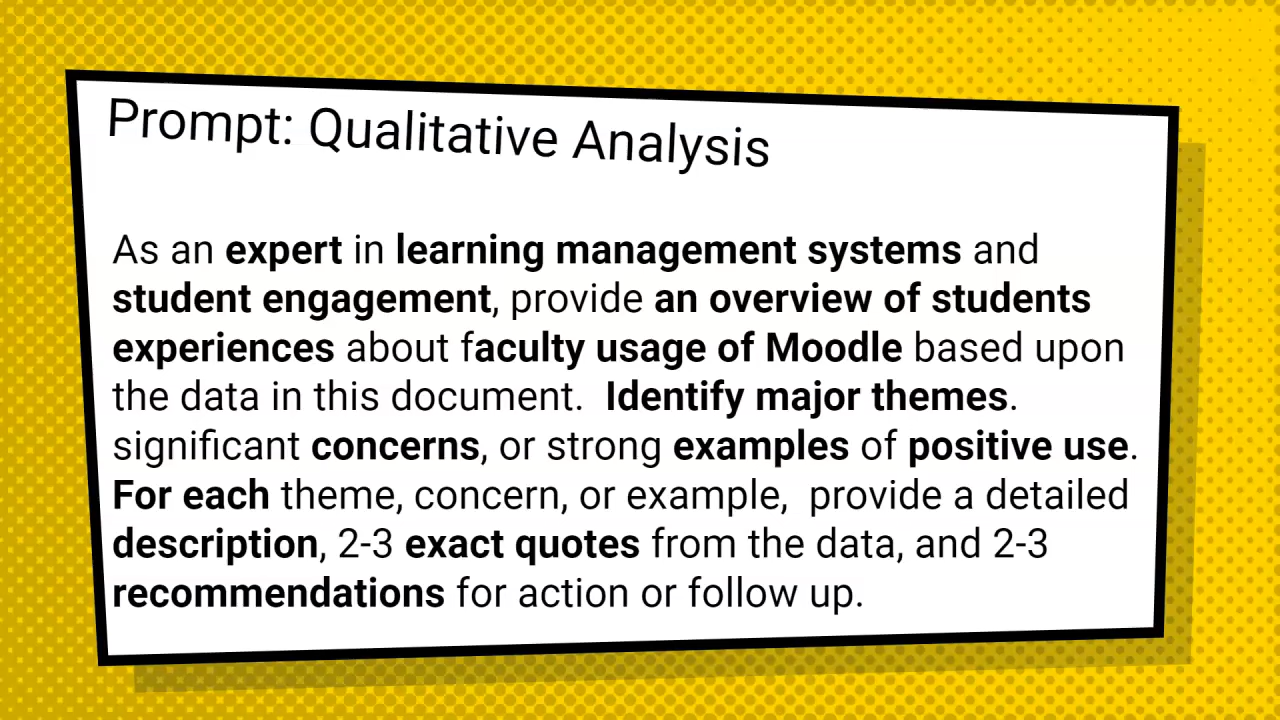 Prompt: Qualitative Analysis
As an expert in learning management systems and
student engagement, provide an overview of students
experiences about faculty usage of Moodle based upon
the data in this document.  Identify major themes.
significant concerns, or strong examples of positive use.
For each theme, concern, or example,  provide a detailed
description, 2-3 exact quotes from the data, and 2-3
recommendations for action or follow up.